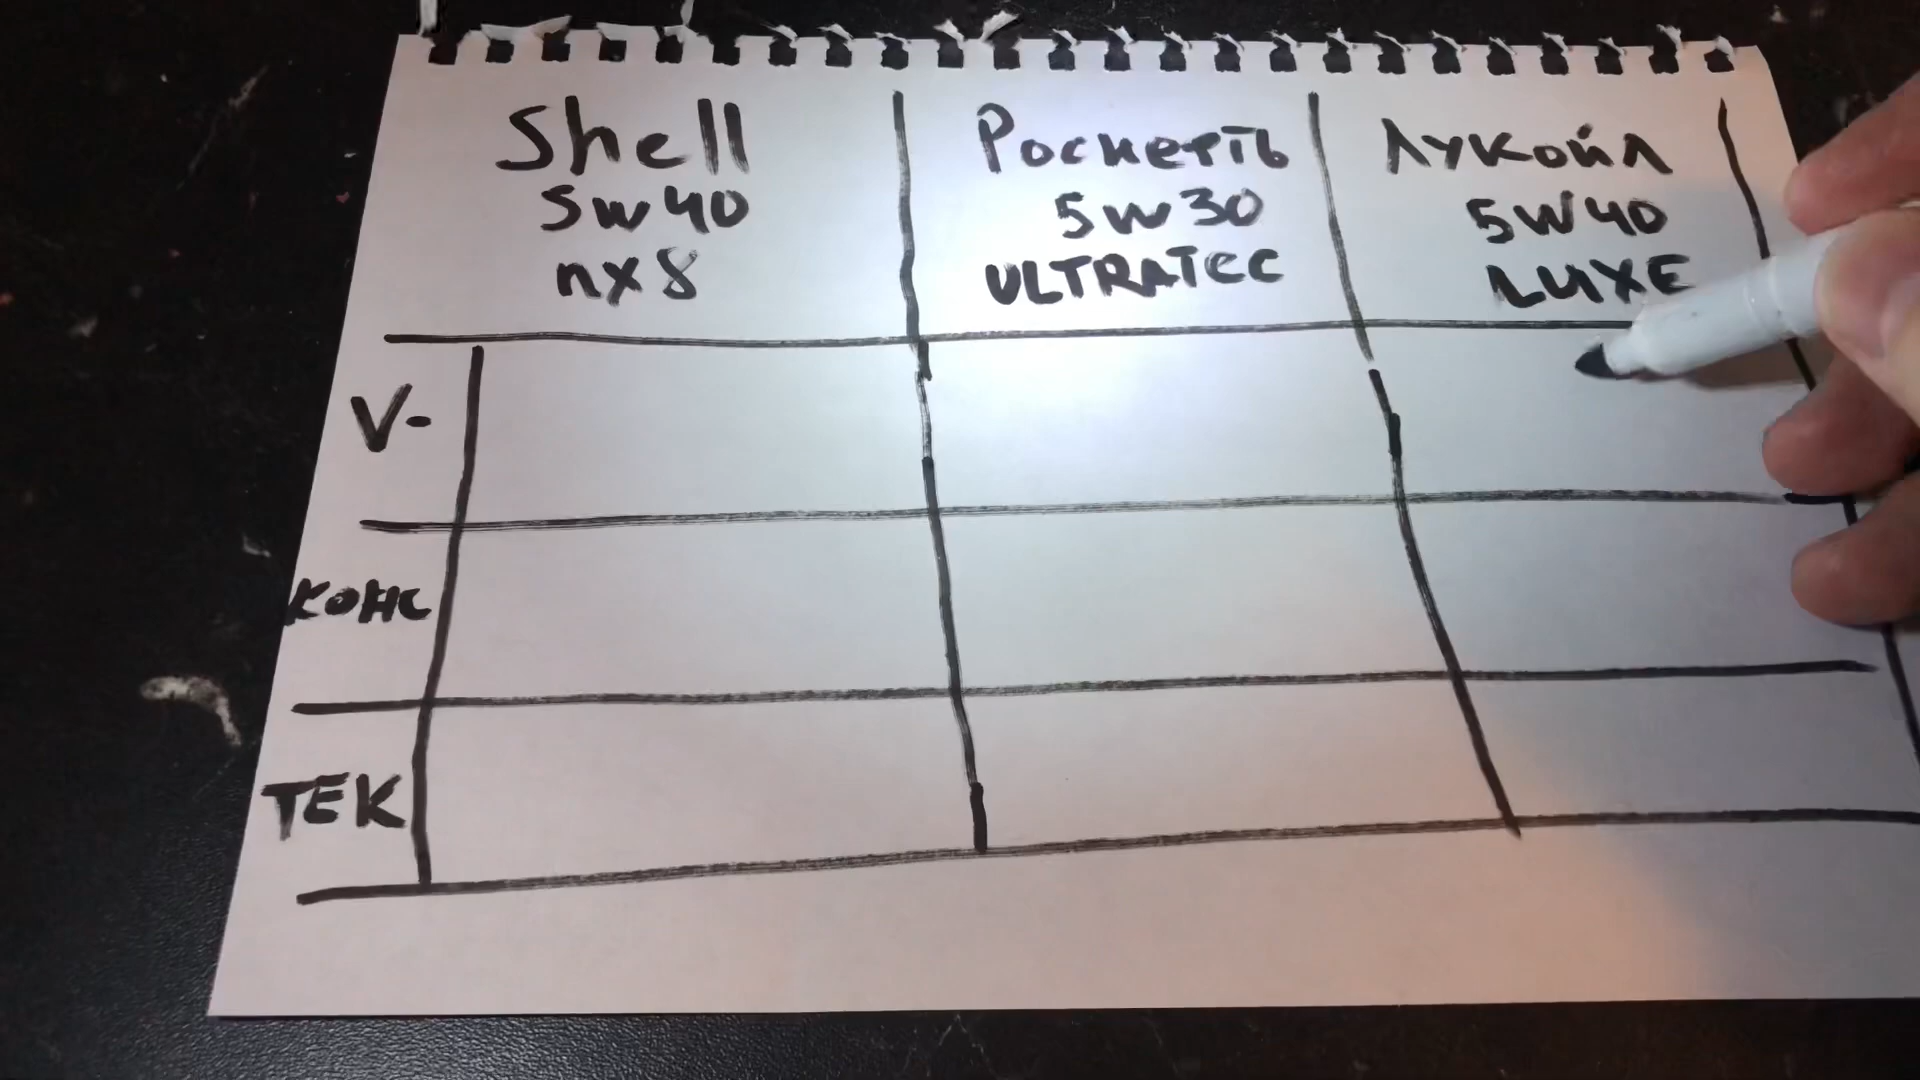 Shell
5w40
nx8
Роснефть
5w30
ULTRATEC
Лукойл
5w40
LUXE
V-
конс
ТЕК